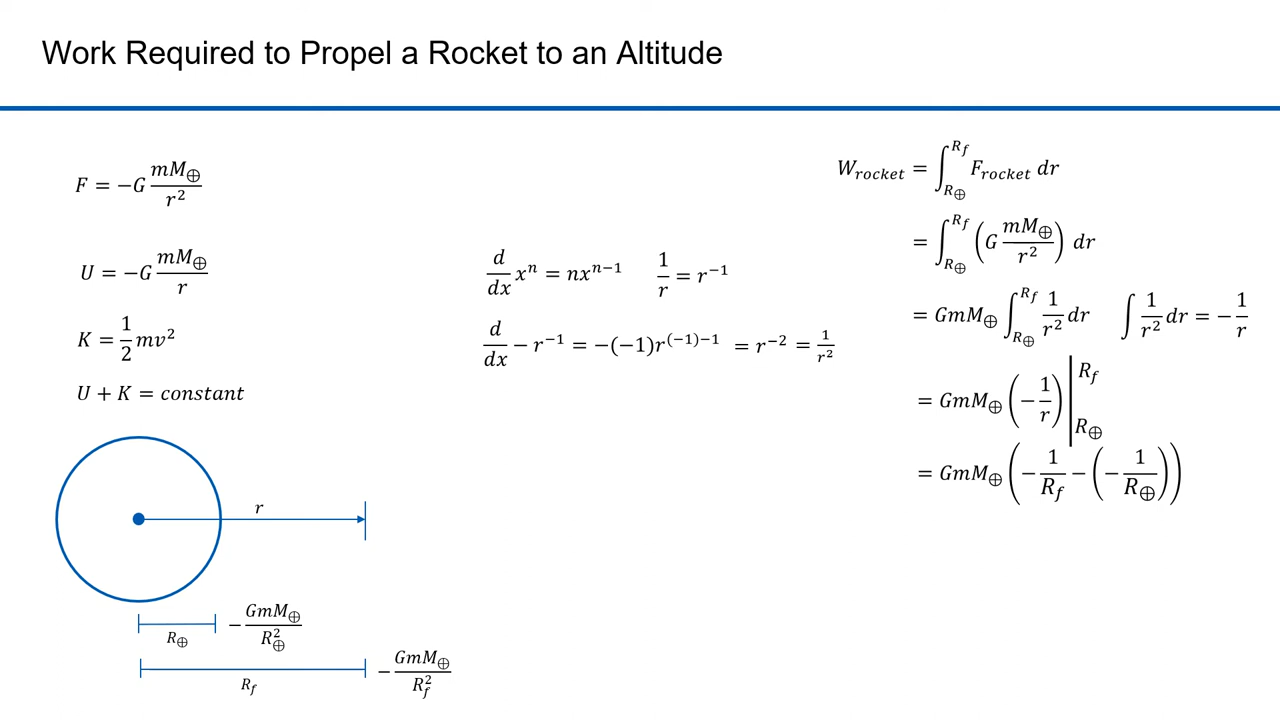 Work Required to Propel a Rocket to an Altitude
F = −G mM⊕/r²
U = −G mM⊕/r
K = 1/2 mv²
U + K = constant
r
R⊕
−GmM⊕/R⊕²
R_f
−GmM⊕/R_f²
d/dx xⁿ = nxⁿ⁻¹ 1/r = r⁻¹
d/dx − r⁻¹ = −(−1)r⁽⁻¹⁾⁻¹ = r⁻² = 1/r²
W_rocket = ∫_{R⊕}^{R_f} F_rocket dr
= ∫_{R⊕}^{R_f} (G mM⊕/r²) dr
= GmM⊕ ∫_{R⊕}^{R_f} 1/r² dr ∫ 1/r² dr = −1/r
= GmM⊕ (−1/r) |_{R⊕}^{R_f}
= GmM⊕ (−1/R_f − (−1/R⊕))